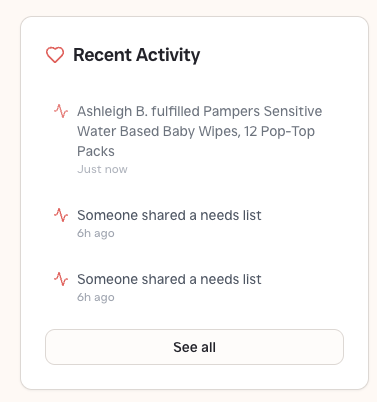 Recent Activity
Ashleigh B. fulfilled Pampers Sensitive
Water Based Baby Wipes, 12 Pop-Top
Packs
Just now
Someone shared a needs list
6h ago
Someone shared a needs list
6h ago
See all